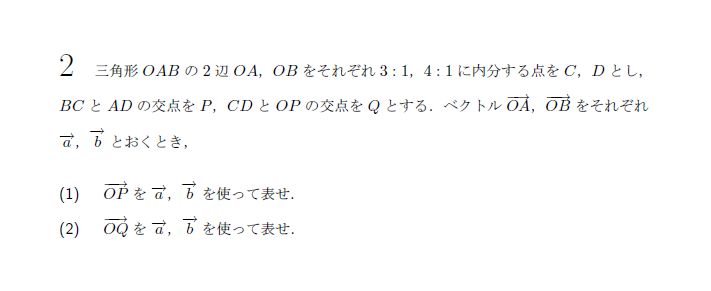 2 三角形 OAB の 2 辺 OA, OB をそれぞれ 3 : 1, 4 : 1 に内分する点を C, D とし,
BC と AD の交点を P, CD と OP の交点を Q とする. ベクトル $\overrightarrow{OA}$, $\overrightarrow{OB}$ をそれぞれ
$\overrightarrow{a}$, $\overrightarrow{b}$ とおくとき,
(1) $\overrightarrow{OP}$ を $\overrightarrow{a}$, $\overrightarrow{b}$ を使って表せ.
(2) $\overrightarrow{OQ}$ を $\overrightarrow{a}$, $\overrightarrow{b}$ を使って表せ.